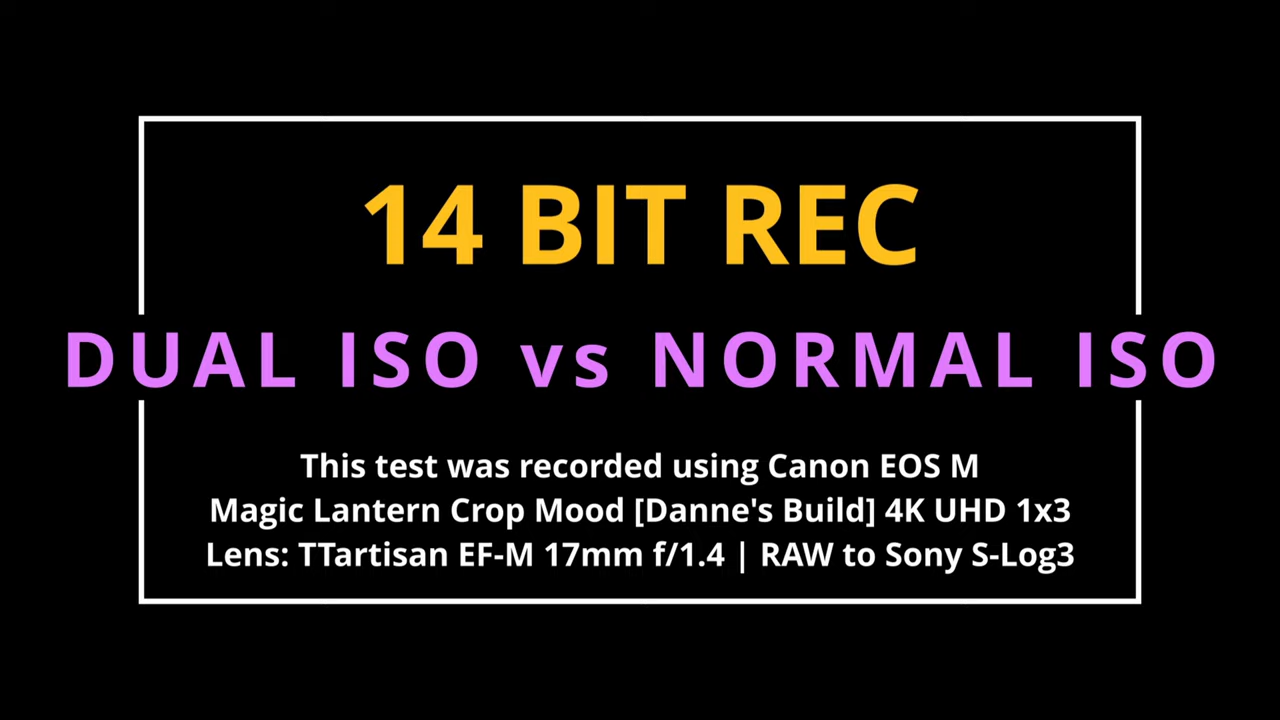 14 BIT REC
DUAL ISO vs NORMAL ISO
This test was recorded using Canon EOS M
Magic Lantern Crop Mood [Danne's Build] 4K UHD 1x3
Lens: TTartisan EF-M 17mm f/1.4 | RAW to Sony S-Log3